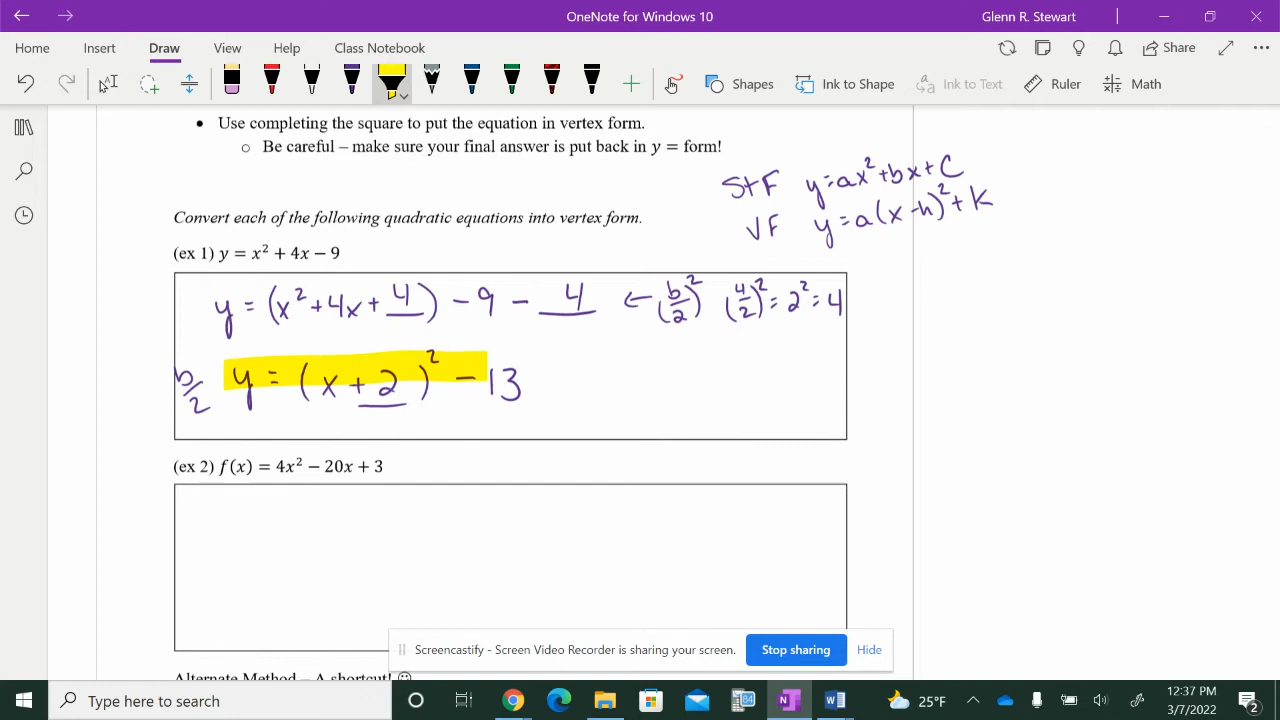 OneNote for Windows 10
Glenn R. Stewart
Home Insert Draw View Help Class Notebook Share
Shapes Ink to Shape Ink to Text Ruler Math
• Use completing the square to put the equation in vertex form.
o Be careful – make sure your final answer is put back in y = form!
StF y=ax²+bx+C
VF y=a(x-h)²+K
Convert each of the following quadratic equations into vertex form.
(ex 1) y = x² + 4x − 9
y = (x²+4x+ 4 ) −9 − 4 ← (b/2)² (4/2)²=2²=4
b/2 y = (x + 2)² −13
(ex 2) f(x) = 4x² − 20x + 3
Screencastify - Screen Video Recorder is sharing your screen. Stop sharing Hide
Alternate Method – A shortcut! ☺
Type here to search
84
25°F
12:37 PM
3/7/2022
2